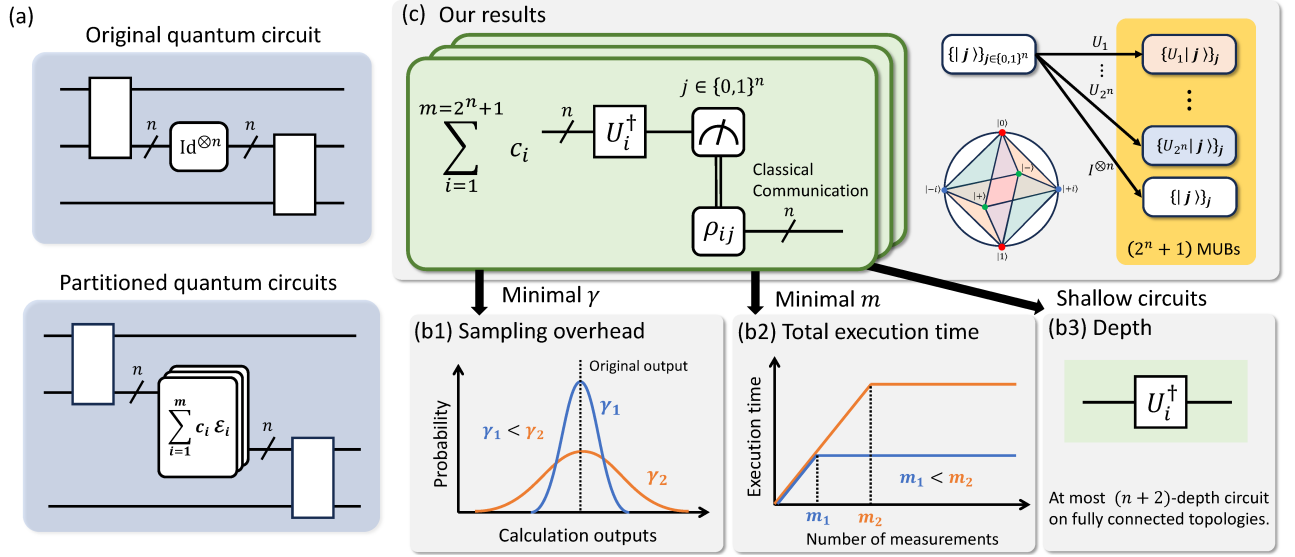 (a)
Original quantum circuit
n
Id⊗n
n
Partitioned quantum circuits
n
m
∑ cᵢ ℰᵢ
i=1
n
(c) Our results
m=2ⁿ+1
∑ cᵢ
i=1
n
Uᵢ†
j ∈ {0,1}ⁿ
Classical
Communication
ρᵢⱼ
n
{| j ⟩}j∈{0,1}ⁿ
U₁
⋮
U₂ⁿ
I⊗n
{U₁| j ⟩}ⱼ
⋮
{U₂ⁿ| j ⟩}ⱼ
{| j ⟩}ⱼ
(2ⁿ + 1) MUBs
|0⟩
|−⟩
|−i⟩
|+i⟩
|+⟩
|1⟩
Minimal γ
Minimal m
Shallow circuits
(b1) Sampling overhead
Original output
Probability
γ₁
γ₁ < γ₂
γ₂
Calculation outputs
(b2) Total execution time
Execution time
m₁ < m₂
m₁
m₂
Number of measurements
(b3) Depth
Uᵢ†
At most (n + 2)-depth circuit
on fully connected topologies.